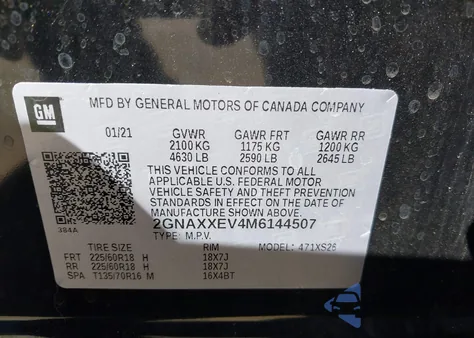 GM
MFD BY GENERAL MOTORS OF CANADA COMPANY
01/21 GVWR GAWR FRT GAWR RR
2100 KG 1175 KG 1200 KG
4630 LB 2590 LB 2645 LB
THIS VEHICLE CONFORMS TO ALL
APPLICABLE U.S. FEDERAL MOTOR
VEHICLE SAFETY AND THEFT PREVENTION
STANDARDS IN EFFECT ON THE DATE OF
MANUFACTURE SHOWN ABOVE.
2GNAXXEV4M6144507
384A
TYPE: M.P.V. MODEL: 471XS26
TIRE SIZE RIM
FRT 225/60R18 H 18X7J
RR 225/60R18 H 18X7J
SPA T135/70R16 M 16X4BT